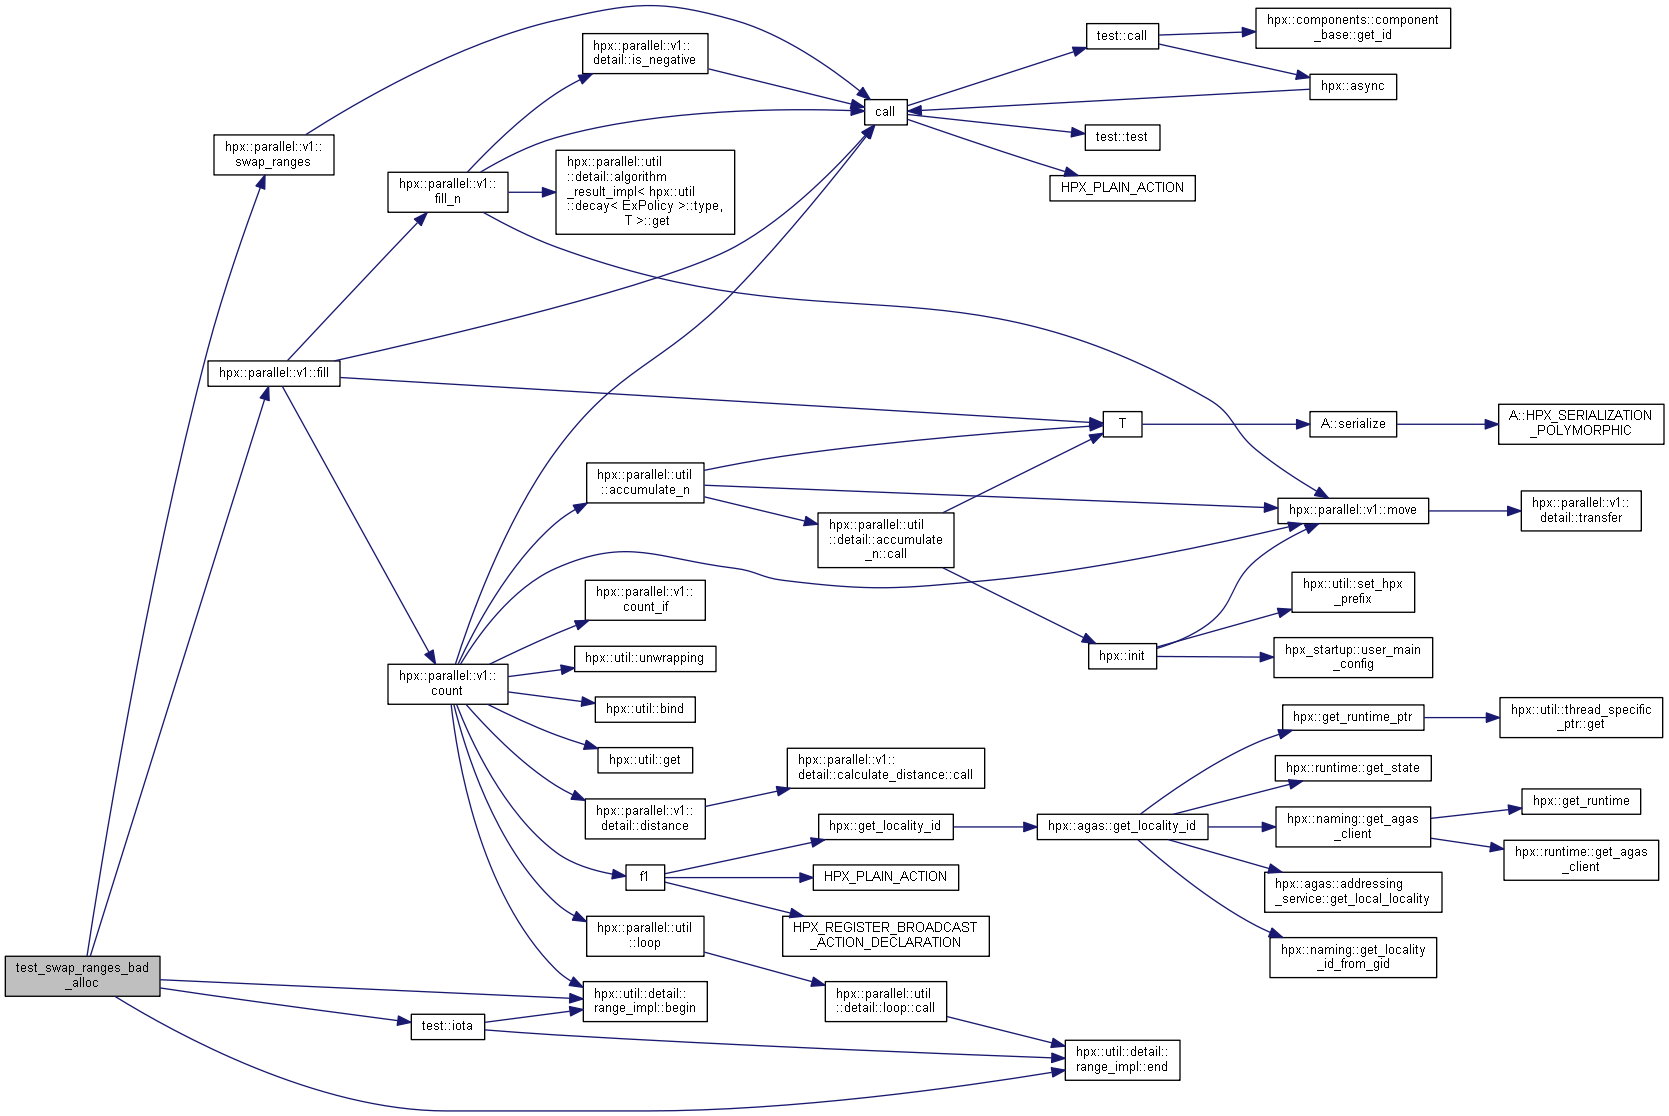 hpx::components::component
_base::get_id
test::call
hpx::parallel::v1::
detail::is_negative
hpx::async
call
test::test
hpx::parallel::v1::
swap_ranges
hpx::parallel::util
::detail::algorithm
_result_impl< hpx::util
::decay< ExPolicy >::type,
T >::get
hpx::parallel::v1::
fill_n
HPX_PLAIN_ACTION
hpx::parallel::v1::fill
T
A::serialize
A::HPX_SERIALIZATION
_POLYMORPHIC
hpx::parallel::util
::accumulate_n
hpx::parallel::v1::move
hpx::parallel::v1::
detail::transfer
hpx::parallel::util
::detail::accumulate
_n::call
hpx::parallel::v1::
count_if
hpx::util::set_hpx
_prefix
hpx::util::unwrapping
hpx::init
hpx_startup::user_main
_config
hpx::parallel::v1::
count
hpx::util::bind
hpx::get_runtime_ptr
hpx::util::thread_specific
_ptr::get
hpx::util::get
hpx::parallel::v1::
detail::calculate_distance::call
hpx::runtime::get_state
hpx::parallel::v1::
detail::distance
hpx::get_locality_id
hpx::agas::get_locality_id
hpx::naming::get_agas
_client
hpx::get_runtime
hpx::runtime::get_agas
_client
f1
HPX_PLAIN_ACTION
hpx::agas::addressing
_service::get_local_locality
hpx::parallel::util
::loop
HPX_REGISTER_BROADCAST
_ACTION_DECLARATION
hpx::naming::get_locality
_id_from_gid
test_swap_ranges_bad
_alloc
hpx::util::detail::
range_impl::begin
hpx::parallel::util
::detail::loop::call
test::iota
hpx::util::detail::
range_impl::end